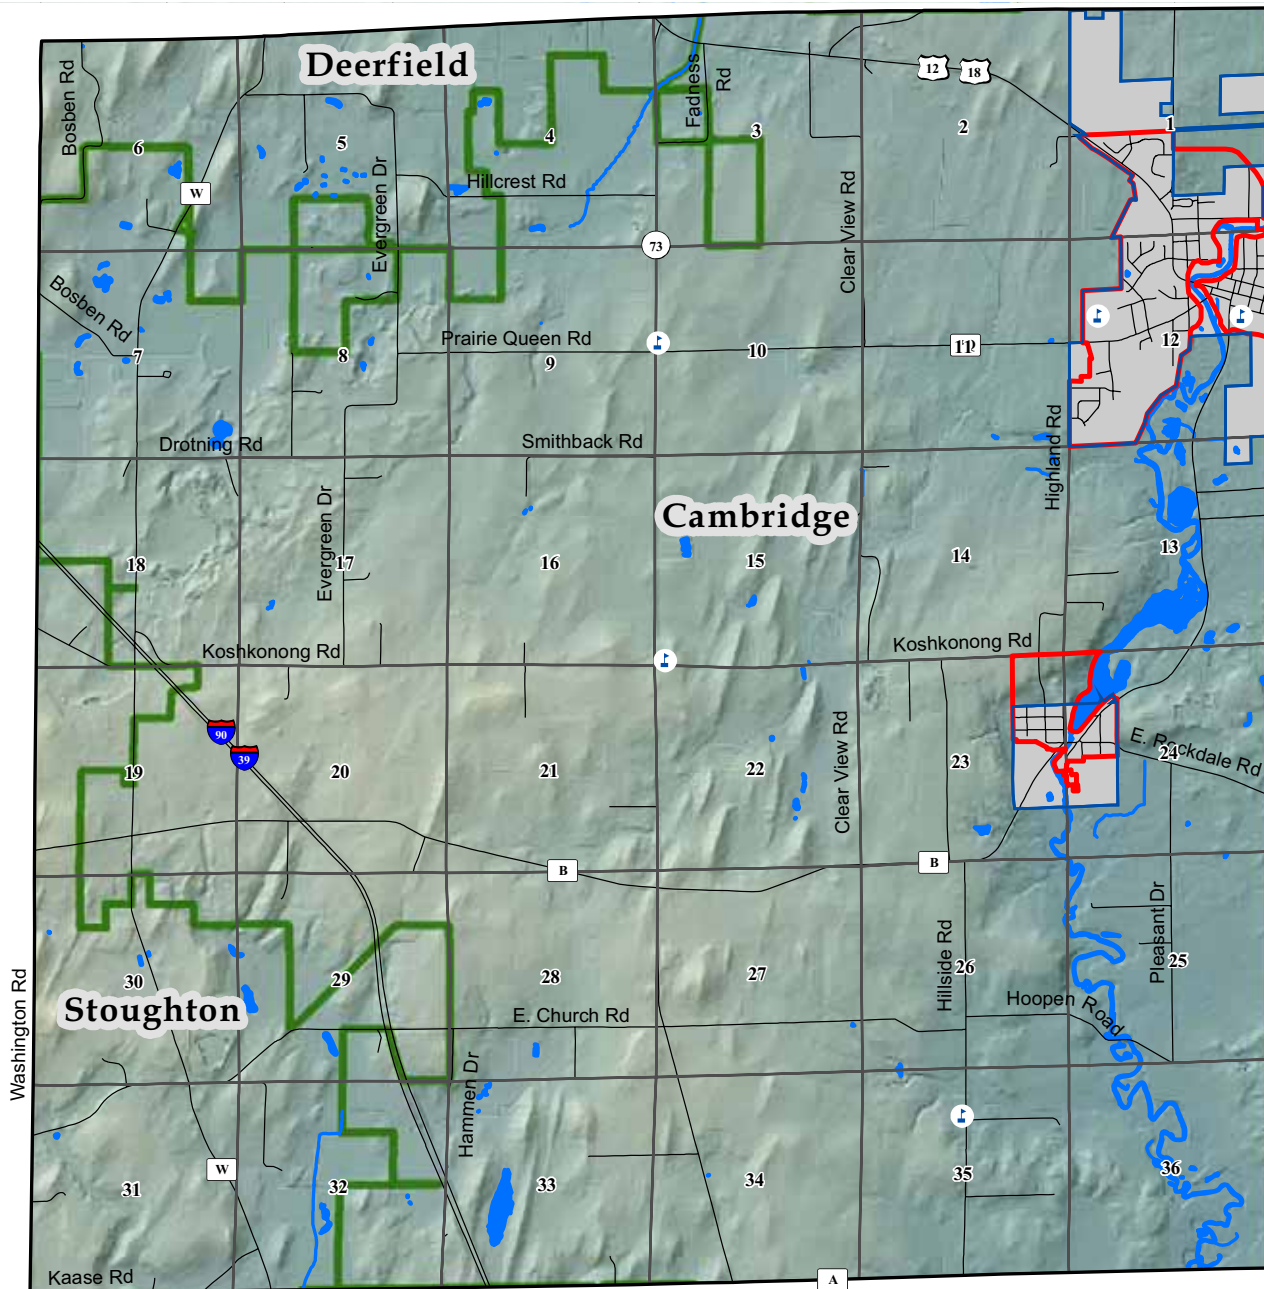 Deerfield
Bosben Rd
Fadness
Rd
12
18
6
5
4
3
2
1
W
Evergreen Dr
Hillcrest Rd
Clear View Rd
73
Bosben Rd
Prairie Queen Rd
7
8
9
10
11
12
Drotning Rd
Smithback Rd
Highland Rd
Evergreen Dr
Cambridge
18
17
16
15
14
13
Koshkonong Rd
Koshkonong Rd
90
39
19
20
21
22
Clear View Rd
23
24
E. Rockdale Rd
B
B
Pleasant Dr
Hillside Rd
30
29
28
27
26
25
Stoughton
E. Church Rd
Hoopen Road
Washington Rd
Hammen Dr
W
31
32
33
34
35
36
Kaase Rd
A